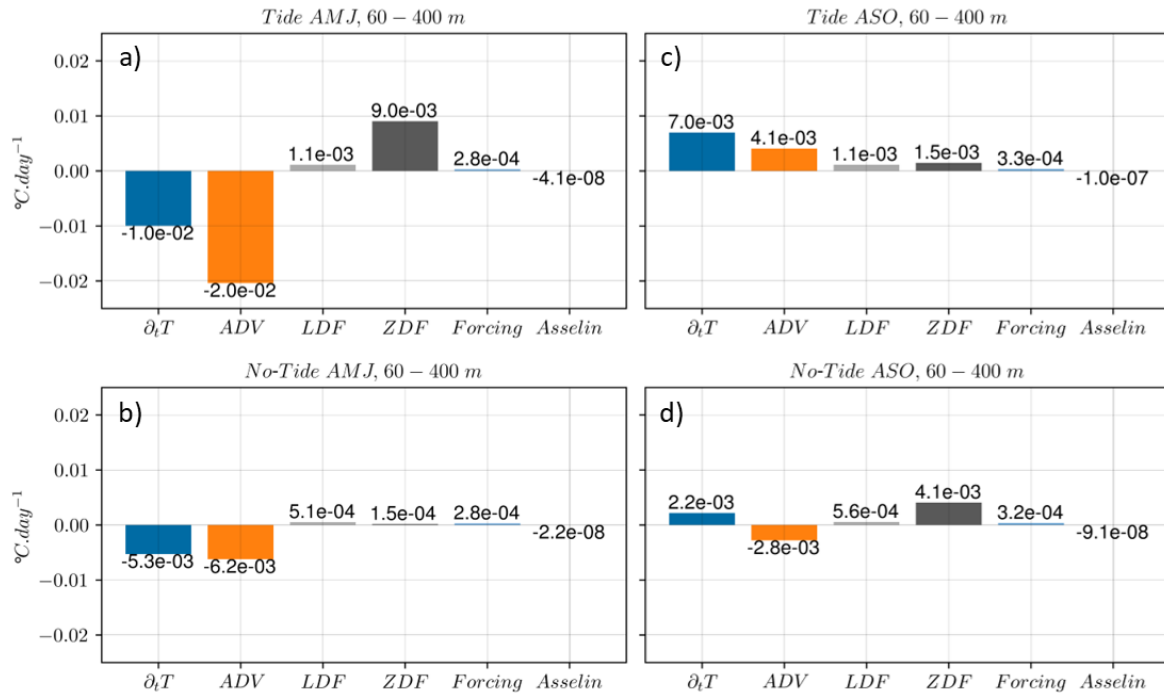 Tide AMJ, 60 − 400 m
a)
°C.day⁻¹
0.02
0.01
0.00
−0.01
−0.02
-1.0e-02
-2.0e-02
1.1e-03
9.0e-03
2.8e-04
-4.1e-08
∂ₜT ADV LDF ZDF Forcing Asselin
Tide ASO, 60 − 400 m
c)
7.0e-03
4.1e-03
1.1e-03
1.5e-03
3.3e-04
-1.0e-07
∂ₜT ADV LDF ZDF Forcing Asselin
No-Tide AMJ, 60 − 400 m
b)
°C.day⁻¹
0.02
0.01
0.00
−0.01
−0.02
-5.3e-03
-6.2e-03
5.1e-04
1.5e-04
2.8e-04
-2.2e-08
∂ₜT ADV LDF ZDF Forcing Asselin
No-Tide ASO, 60 − 400 m
d)
2.2e-03
-2.8e-03
5.6e-04
4.1e-03
3.2e-04
-9.1e-08
∂ₜT ADV LDF ZDF Forcing Asselin